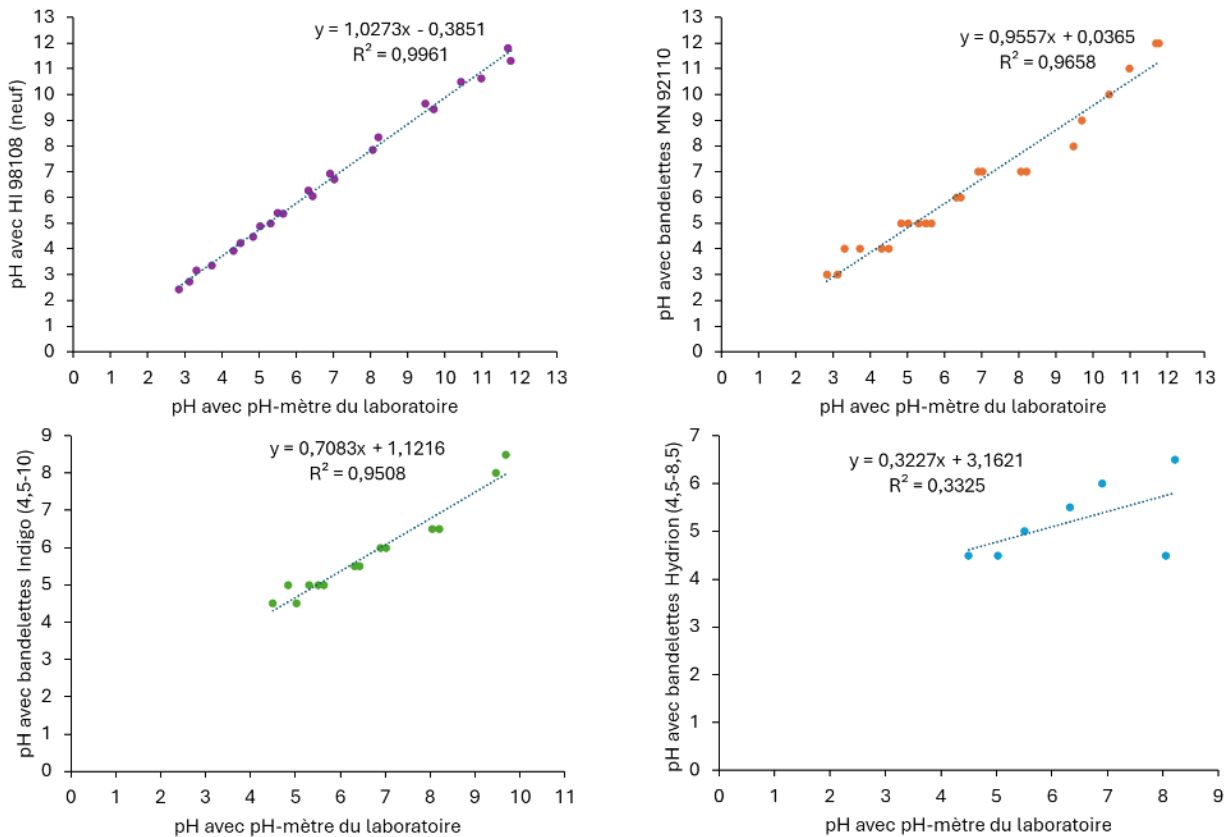 y = 1,0273x - 0,3851
R² = 0,9961
pH avec HI 98108 (neuf)
13
12
11
10
9
8
7
6
5
4
3
2
1
0
0 1 2 3 4 5 6 7 8 9 10 11 12 13
pH avec pH-mètre du laboratoire
y = 0,9557x + 0,0365
R² = 0,9658
pH avec bandelettes MN 92110
13
12
11
10
9
8
7
6
5
4
3
2
1
0
0 1 2 3 4 5 6 7 8 9 10 11 12 13
pH avec pH-mètre du laboratoire
y = 0,7083x + 1,1216
R² = 0,9508
pH avec bandelettes Indigo (4,5-10)
9
8
7
6
5
4
3
2
1
0
0 1 2 3 4 5 6 7 8 9 10 11
pH avec pH-mètre du laboratoire
y = 0,3227x + 3,1621
R² = 0,3325
pH avec bandelettes Hydrion (4,5-8,5)
7
6
5
4
3
2
1
0
0 1 2 3 4 5 6 7 8 9
pH avec pH-mètre du laboratoire